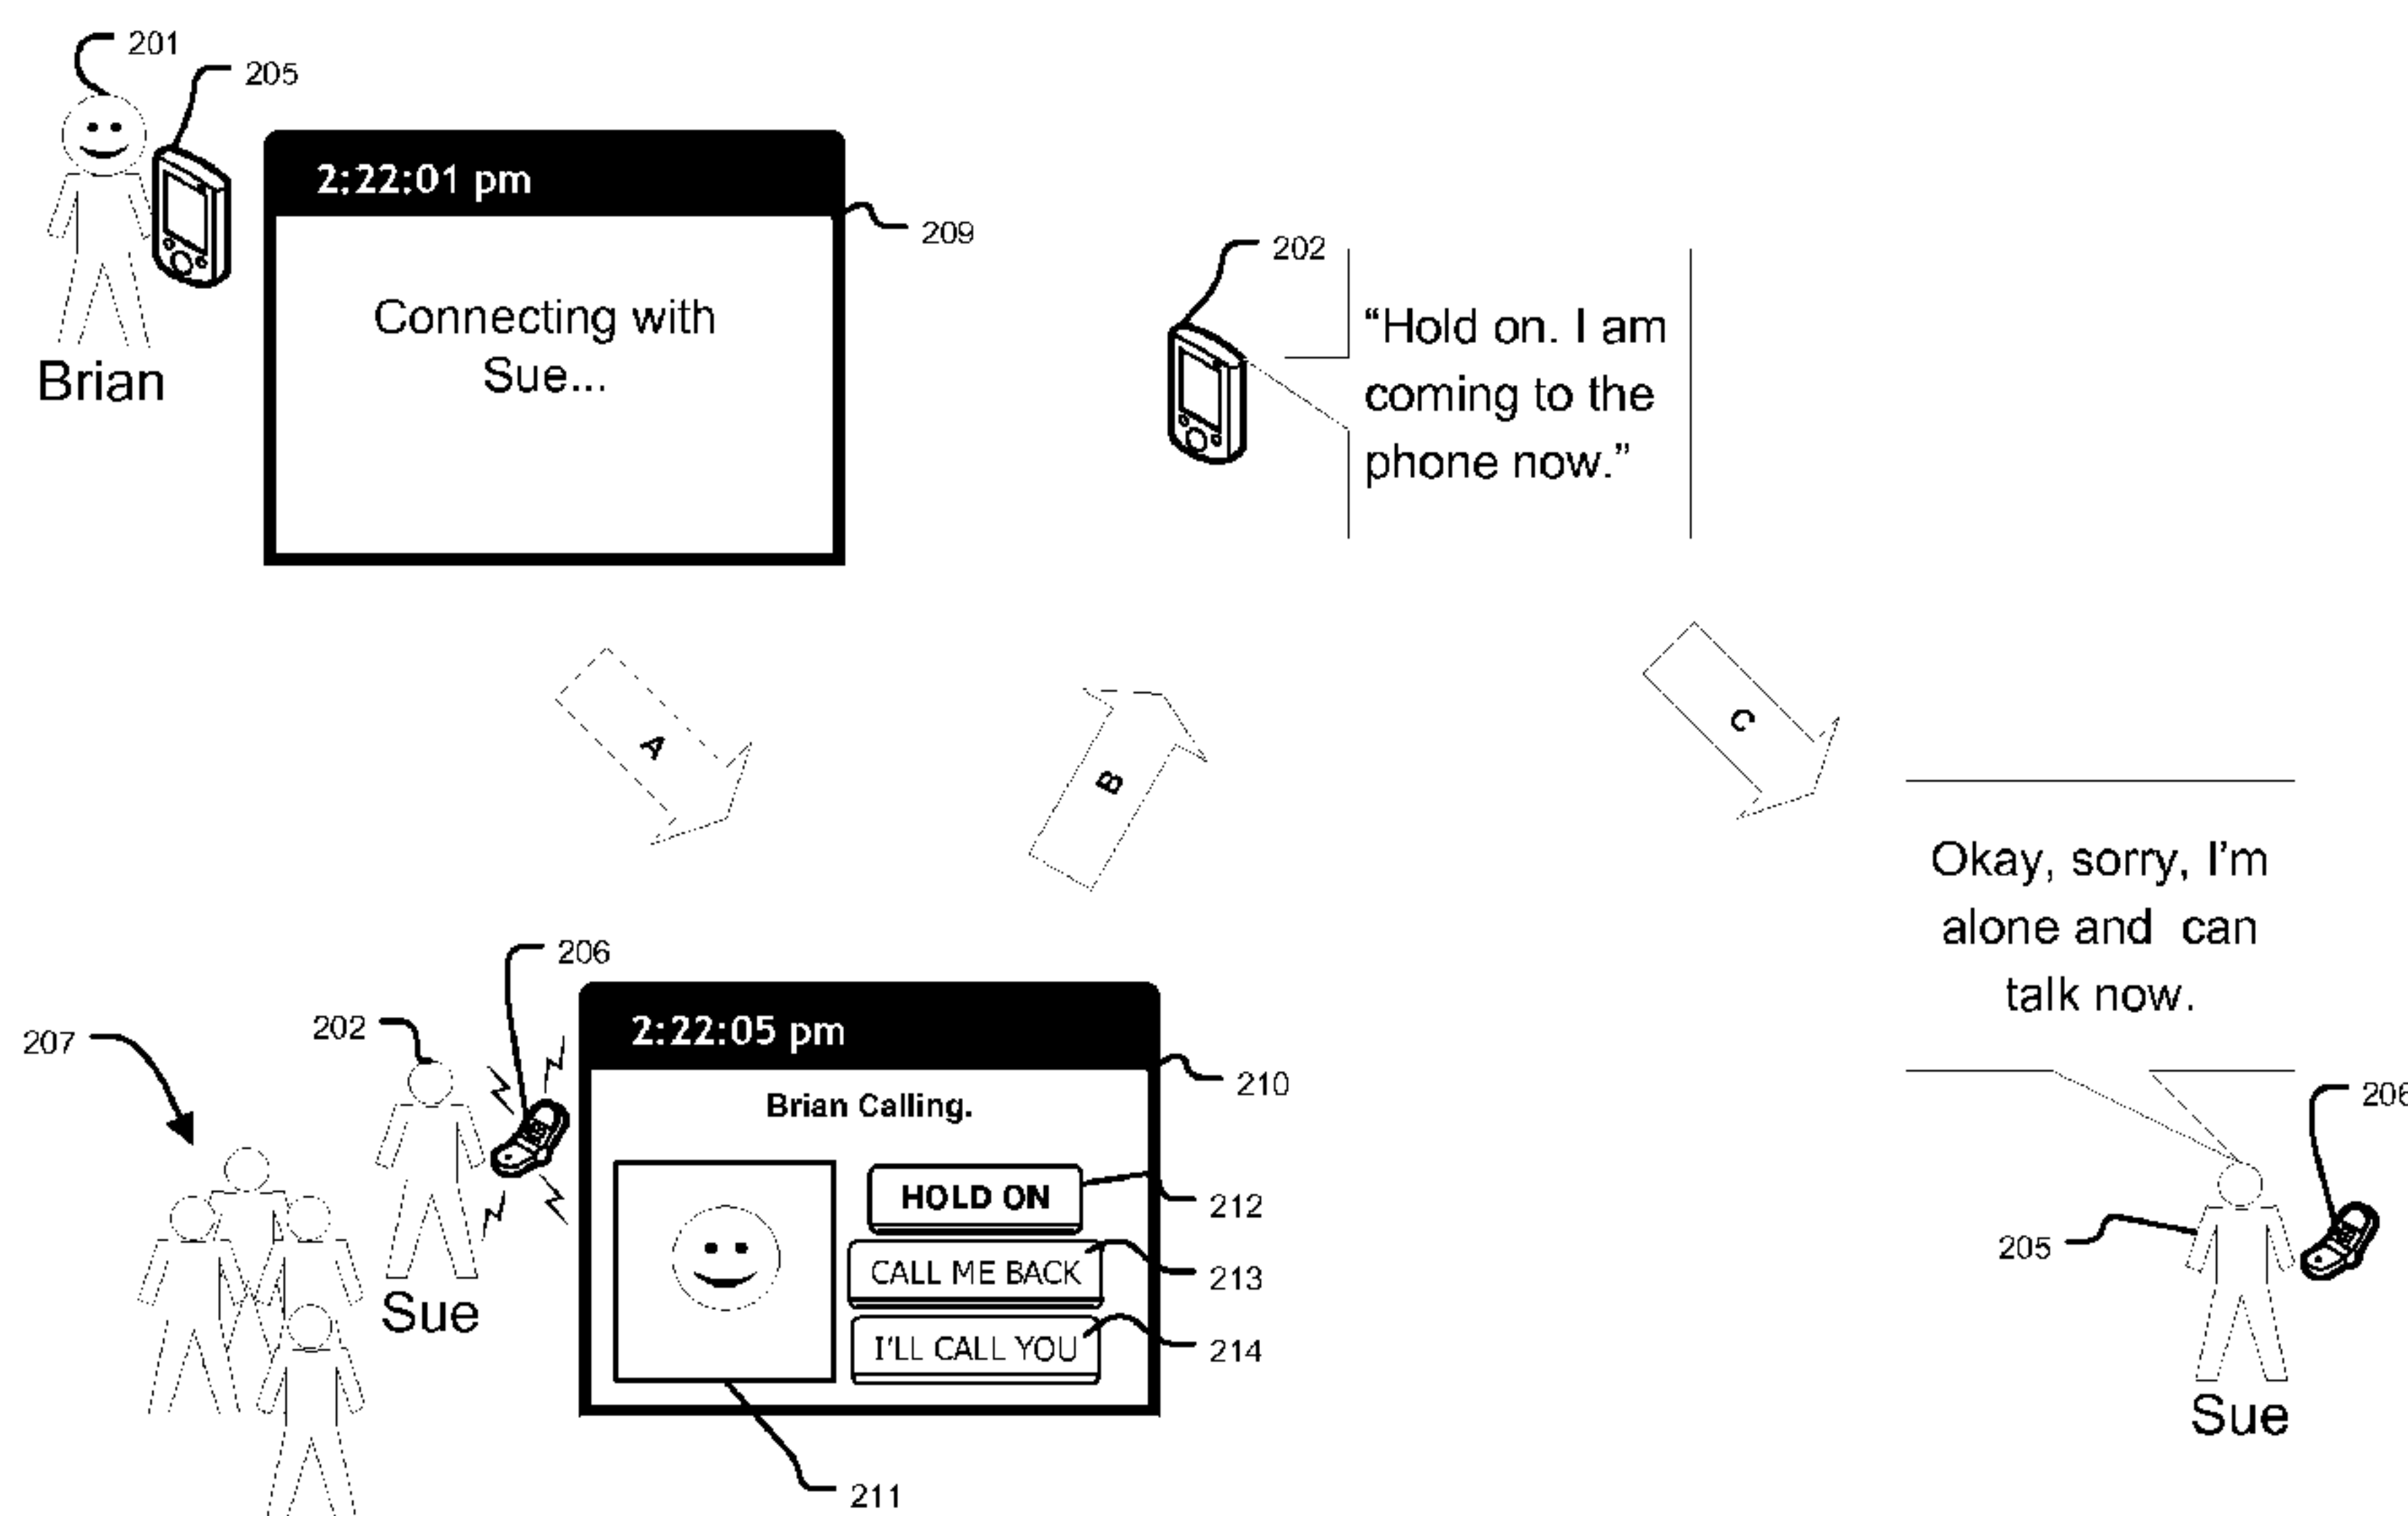 201
205
2:22:01 pm
209
Connecting with
Sue...
Brian
202
“Hold on. I am
coming to the
phone now.”
A
B
C
Okay, sorry, I'm
alone and can
talk now.
206
207
202
Sue
2:22:05 pm
210
Brian Calling.
HOLD ON
212
CALL ME BACK
213
I'LL CALL YOU
214
211
206
205
Sue